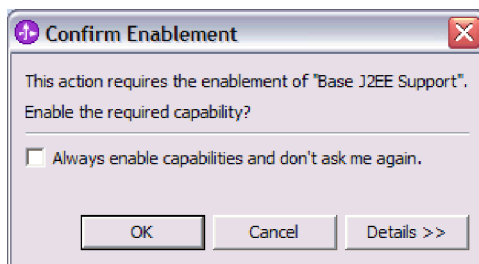 Confirm Enablement
This action requires the enablement of "Base J2EE Support".
Enable the required capability?
Always enable capabilities and don't ask me again.
OK Cancel Details >>